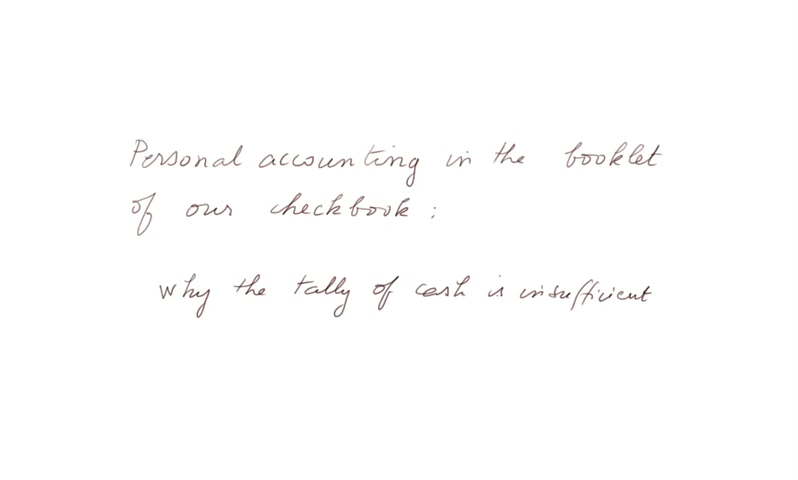 Personal accounting in the booklet
of our checkbook :
why the tally of cash is insufficient